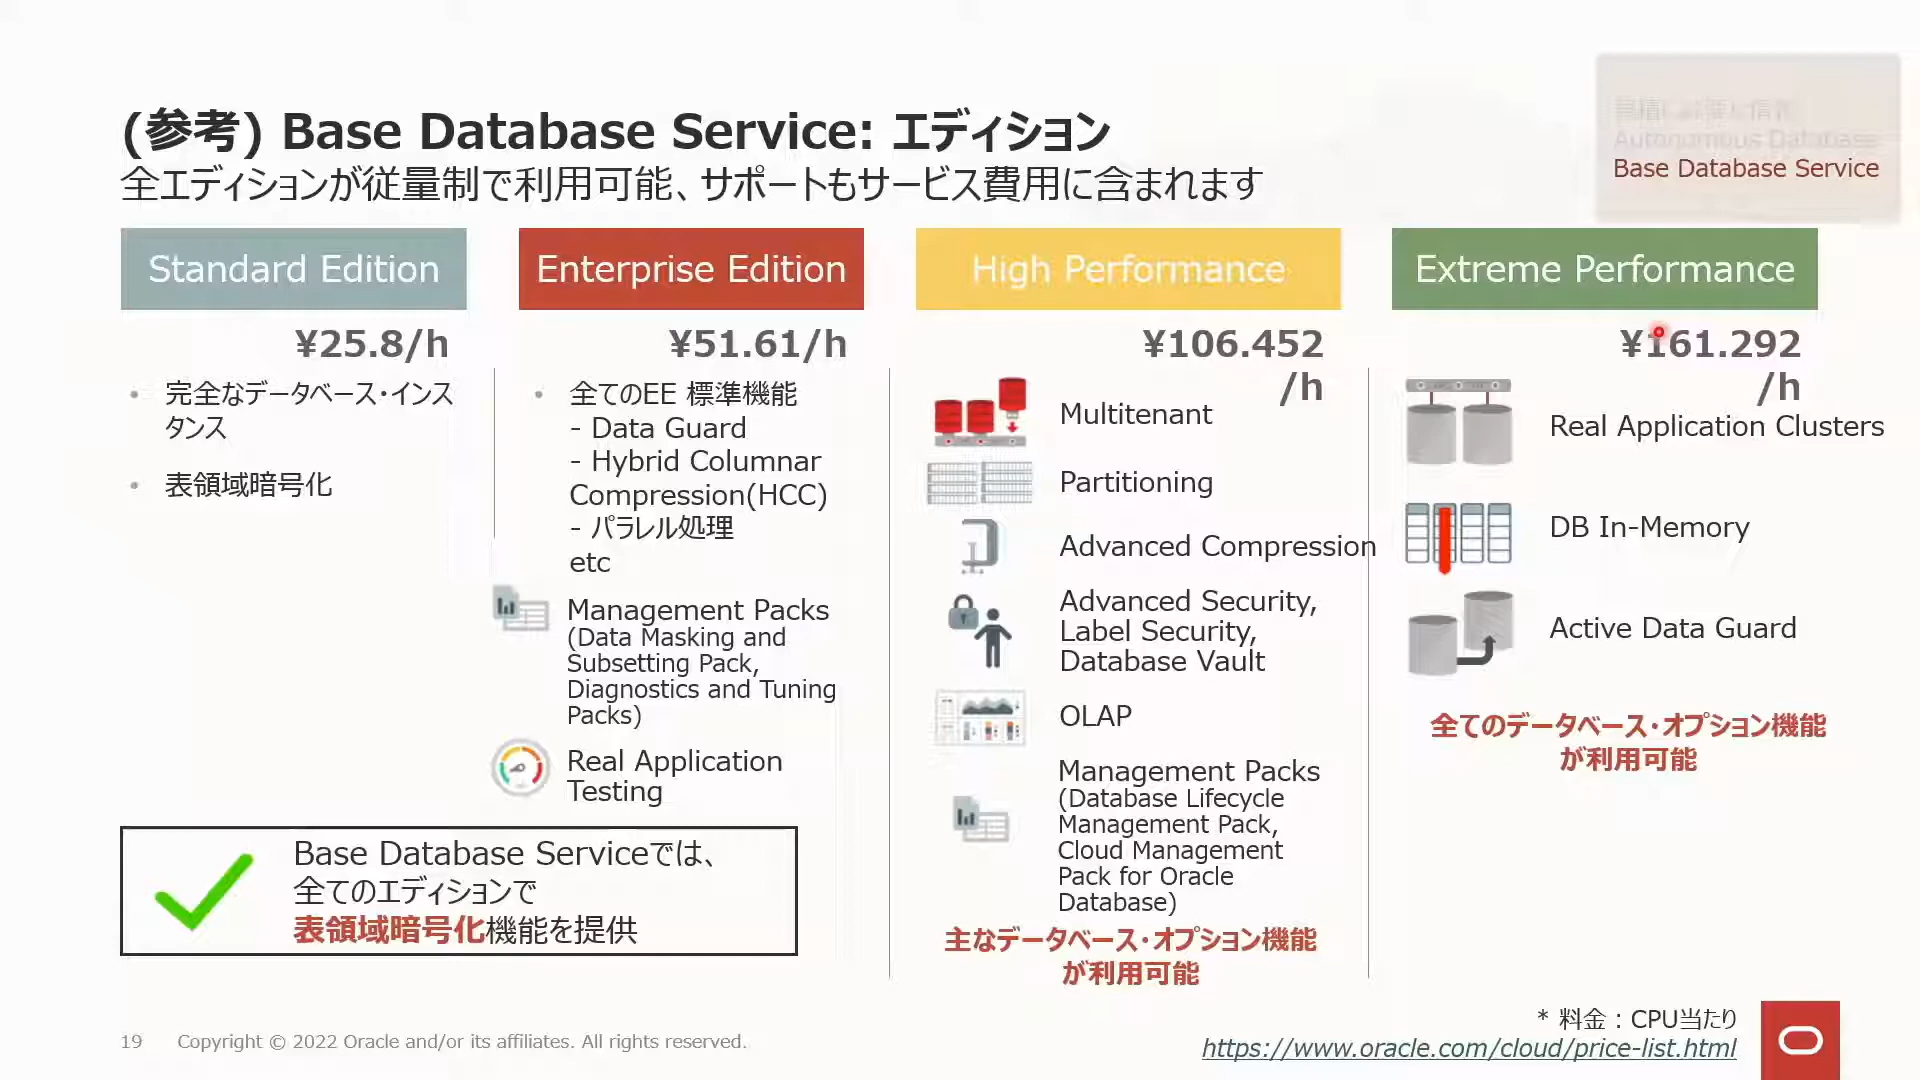 (参考) Base Database Service: エディション
全エディションが従量制で利用可能、サポートもサービス費用に含まれます
Autonomous Database
Base Database Service
Standard Edition
¥25.8/h
• 完全なデータベース・インス
タンス
• 表領域暗号化
Enterprise Edition
¥51.61/h
• 全てのEE 標準機能
- Data Guard
- Hybrid Columnar
Compression(HCC)
- パラレル処理
etc
Management Packs
(Data Masking and
Subsetting Pack,
Diagnostics and Tuning
Packs)
Real Application
Testing
High Performance
¥106.452
/h
Multitenant
Partitioning
Advanced Compression
Advanced Security,
Label Security,
Database Vault
OLAP
Management Packs
(Database Lifecycle
Management Pack,
Cloud Management
Pack for Oracle
Database)
主なデータベース・オプション機能
が利用可能
Extreme Performance
¥161.292
/h
Real Application Clusters
DB In-Memory
Active Data Guard
全てのデータベース・オプション機能
が利用可能
Base Database Serviceでは、
全てのエディションで
表領域暗号化機能を提供
* 料金：CPU当たり
https://www.oracle.com/cloud/price-list.html
19 Copyright © 2022 Oracle and/or its affiliates. All rights reserved.